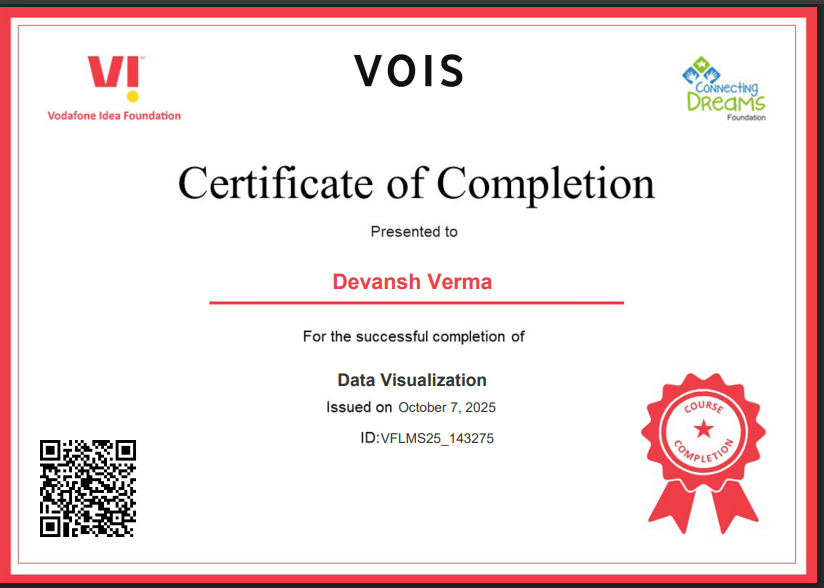 VI™
Vodafone Idea Foundation
VOIS
CONNECTING
DREAMS
Foundation
Certificate of Completion
Presented to
Devansh Verma
For the successful completion of
Data Visualization
Issued on October 7, 2025
ID:VFLMS25_143275
COURSE
COMPLETION